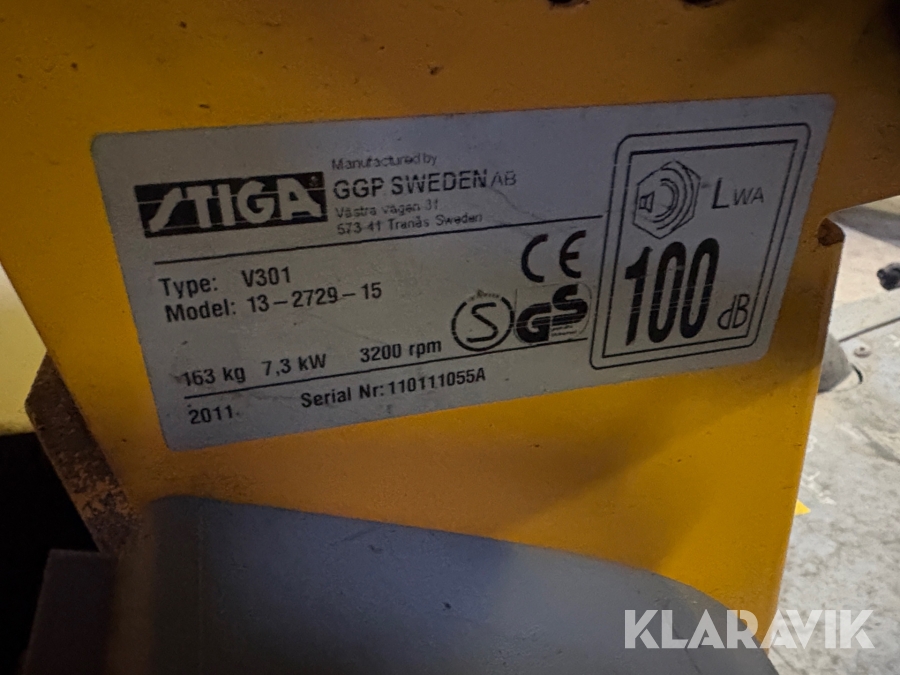 STIGA
Manufactured by
GGP SWEDEN AB
Västra vägen 31
573 41 Tranås Sweden
Type: V301
Model: 13-2729-15
CE
S
GS
163 kg 7,3 kW 3200 rpm
2011 Serial Nr: 110111055A
LWA
100 dB
KLARAVIK